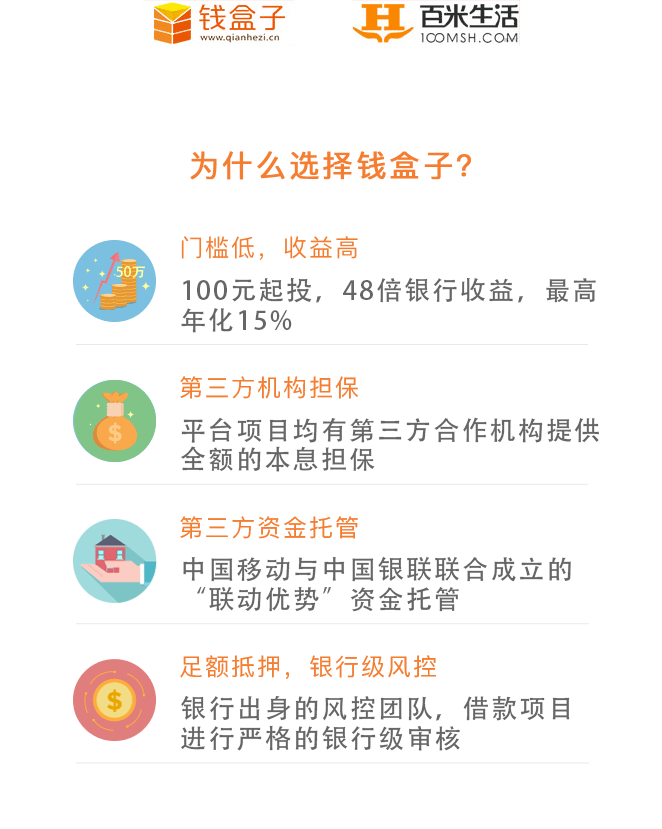 钱盒子
www.qianhezi.cn
百米生活
100MSH.COM
为什么选择钱盒子？
50万
门槛低，收益高
100元起投，48倍银行收益，最高
年化15%
第三方机构担保
平台项目均有第三方合作机构提供
全额的本息担保
第三方资金托管
中国移动与中国银联联合成立的
“联动优势”资金托管
足额抵押，银行级风控
银行出身的风控团队，借款项目
进行严格的银行级审核